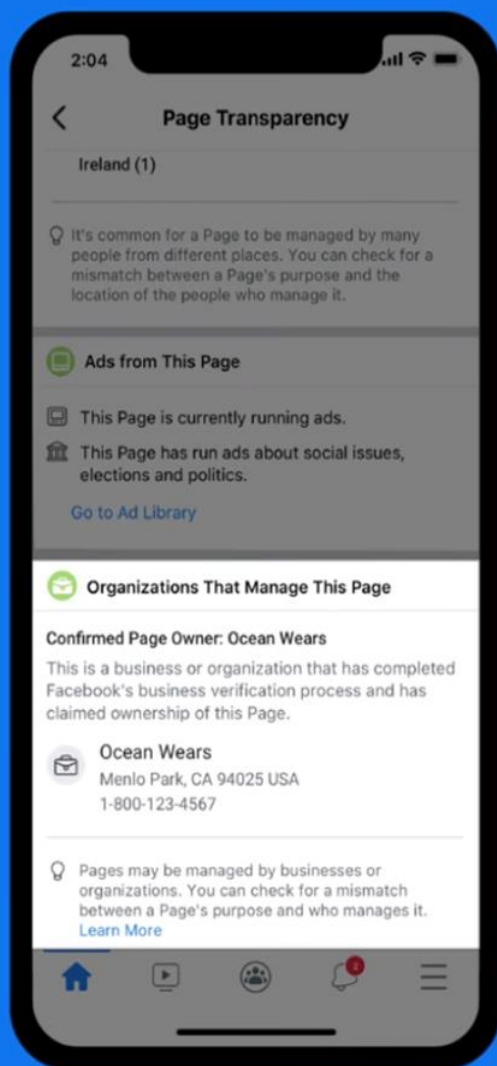 2:04
Page Transparency
Ireland (1)
It's common for a Page to be managed by many
people from different places. You can check for a
mismatch between a Page's purpose and the
location of the people who manage it.
Ads from This Page
This Page is currently running ads.
This Page has run ads about social issues,
elections and politics.
Go to Ad Library
Organizations That Manage This Page
Confirmed Page Owner: Ocean Wears
This is a business or organization that has completed
Facebook's business verification process and has
claimed ownership of this Page.
Ocean Wears
Menlo Park, CA 94025 USA
1-800-123-4567
Pages may be managed by businesses or
organizations. You can check for a mismatch
between a Page's purpose and who manages it.
Learn More
2